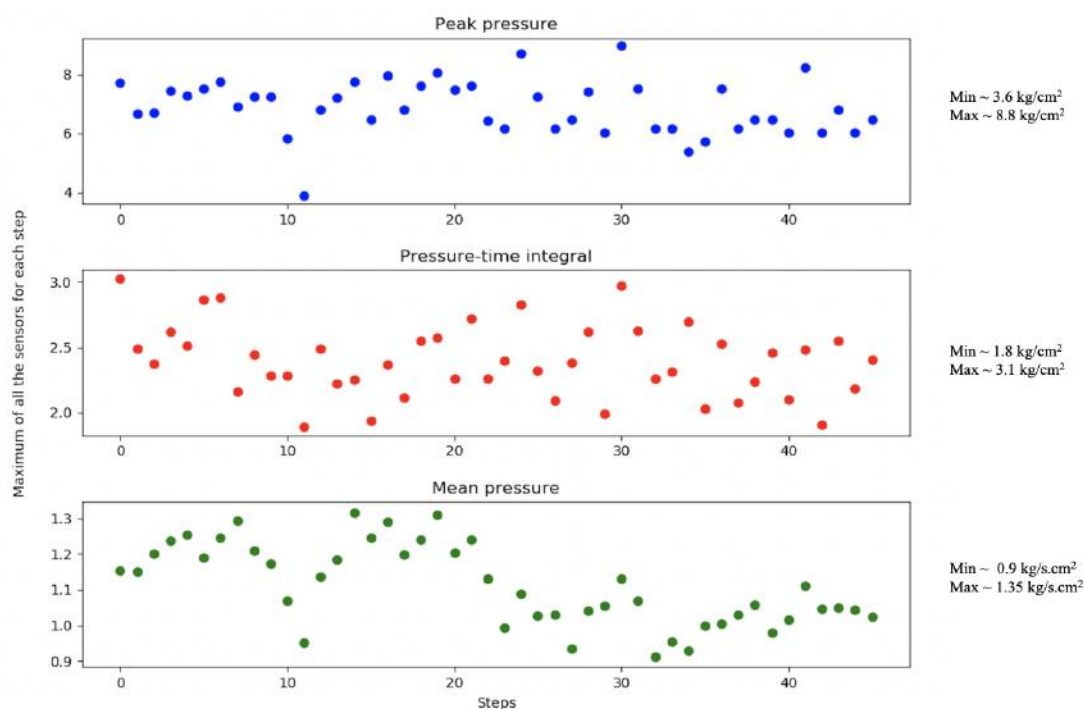 Peak pressure
8
6
4
0
10
20
30
40
Min ~ 3.6 kg/cm²
Max ~ 8.8 kg/cm²
Maximum of all the sensors for each step
Pressure-time integral
3.0
2.5
2.0
0
10
20
30
40
Min ~ 1.8 kg/cm²
Max ~ 3.1 kg/cm²
Mean pressure
1.3
1.2
1.1
1.0
0.9
0
10
20
30
40
Steps
Min ~  0.9 kg/s.cm²
Max ~ 1.35 kg/s.cm²